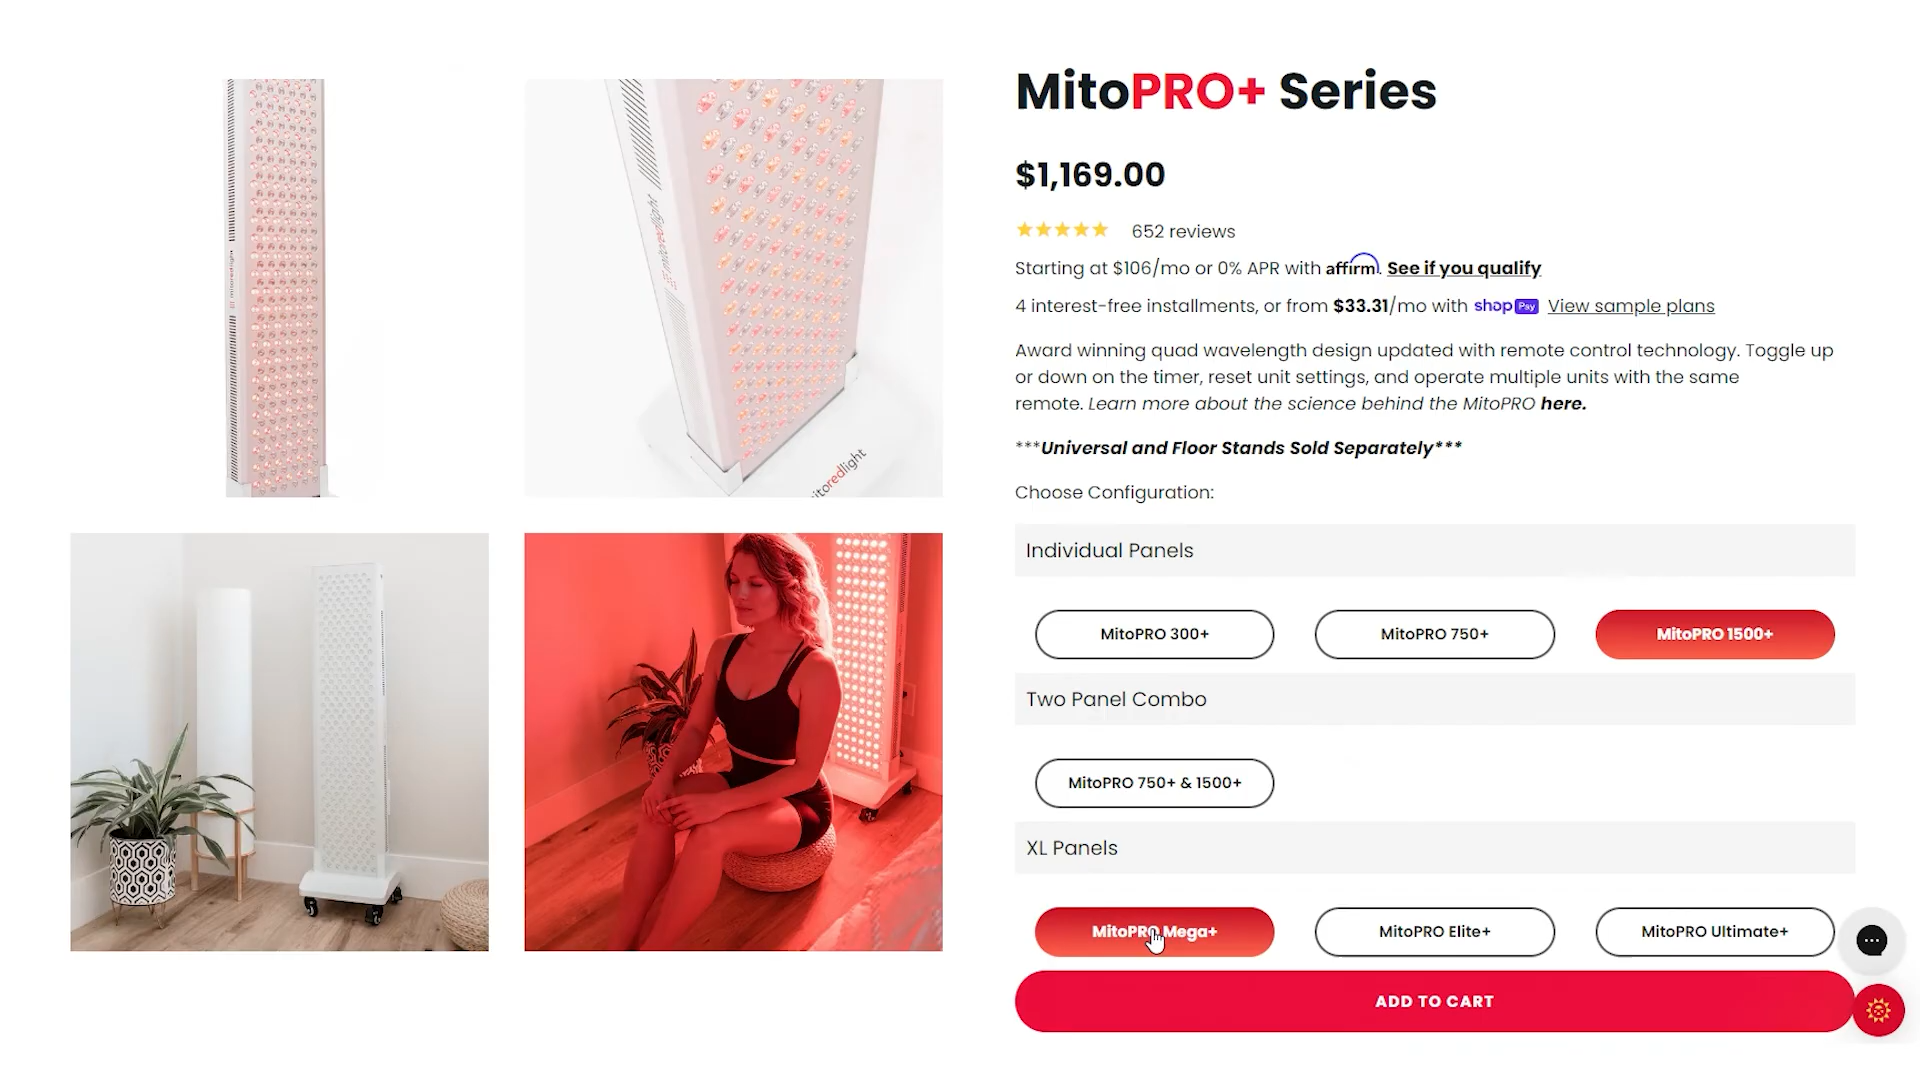 mitoredlight
mitoredlight
itoredlight
MitoPRO+ Series
$1,169.00
652 reviews
Starting at $106/mo or 0% APR with affirm. See if you qualify
4 interest-free installments, or from $33.31/mo with shop Pay View sample plans
Award winning quad wavelength design updated with remote control technology. Toggle up
or down on the timer, reset unit settings, and operate multiple units with the same
remote. Learn more about the science behind the MitoPRO here.
***Universal and Floor Stands Sold Separately***
Choose Configuration:
Individual Panels
MitoPRO 300+ MitoPRO 750+ MitoPRO 1500+
Two Panel Combo
MitoPRO 750+ & 1500+
XL Panels
MitoPRO Mega+ MitoPRO Elite+ MitoPRO Ultimate+
ADD TO CART